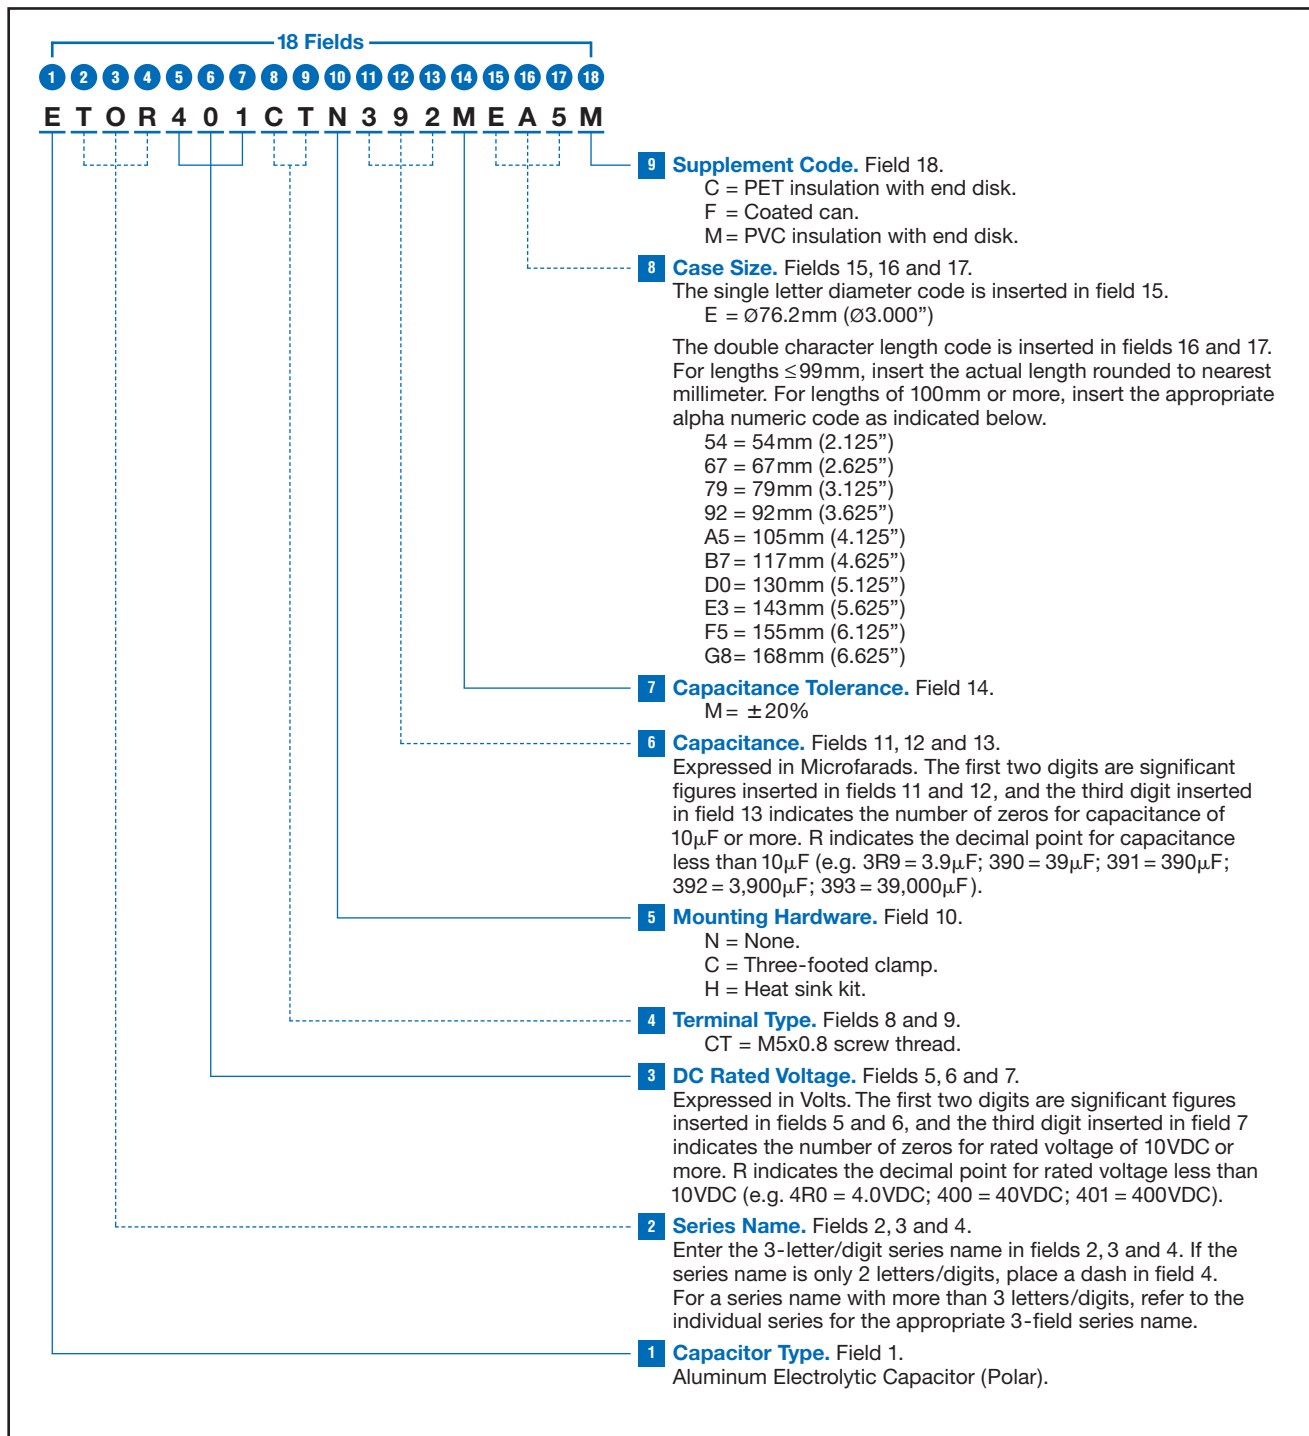 18 Fields
1 2 3 4 5 6 7 8 9 10 11 12 13 14 15 16 17 18
E T O R 4 0 1 C T N 3 9 2 M E A 5 M
9 Supplement Code. Field 18.
C = PET insulation with end disk.
F = Coated can.
M = PVC insulation with end disk.
8 Case Size. Fields 15, 16 and 17.
The single letter diameter code is inserted in field 15.
E = Ø76.2mm (Ø3.000”)
The double character length code is inserted in fields 16 and 17.
For lengths ≤99mm, insert the actual length rounded to nearest
millimeter. For lengths of 100mm or more, insert the appropriate
alpha numeric code as indicated below.
54 = 54mm (2.125”)
67 = 67mm (2.625”)
79 = 79mm (3.125”)
92 = 92mm (3.625”)
A5 = 105mm (4.125”)
B7 = 117mm (4.625”)
D0 = 130mm (5.125”)
E3 = 143mm (5.625”)
F5 = 155mm (6.125”)
G8 = 168mm (6.625”)
7 Capacitance Tolerance. Field 14.
M = ±20%
6 Capacitance. Fields 11, 12 and 13.
Expressed in Microfarads. The first two digits are significant
figures inserted in fields 11 and 12, and the third digit inserted
in field 13 indicates the number of zeros for capacitance of
10µF or more. R indicates the decimal point for capacitance
less than 10µF (e.g. 3R9 = 3.9µF; 390 = 39µF; 391 = 390µF;
392 = 3,900µF; 393 = 39,000µF).
5 Mounting Hardware. Field 10.
N = None.
C = Three-footed clamp.
H = Heat sink kit.
4 Terminal Type. Fields 8 and 9.
CT = M5x0.8 screw thread.
3 DC Rated Voltage. Fields 5, 6 and 7.
Expressed in Volts. The first two digits are significant figures
inserted in fields 5 and 6, and the third digit inserted in field 7
indicates the number of zeros for rated voltage of 10VDC or
more. R indicates the decimal point for rated voltage less than
10VDC (e.g. 4R0 = 4.0VDC; 400 = 40VDC; 401 = 400VDC).
2 Series Name. Fields 2, 3 and 4.
Enter the 3-letter/digit series name in fields 2, 3 and 4. If the
series name is only 2 letters/digits, place a dash in field 4.
For a series name with more than 3 letters/digits, refer to the
individual series for the appropriate 3-field series name.
1 Capacitor Type. Field 1.
Aluminum Electrolytic Capacitor (Polar).